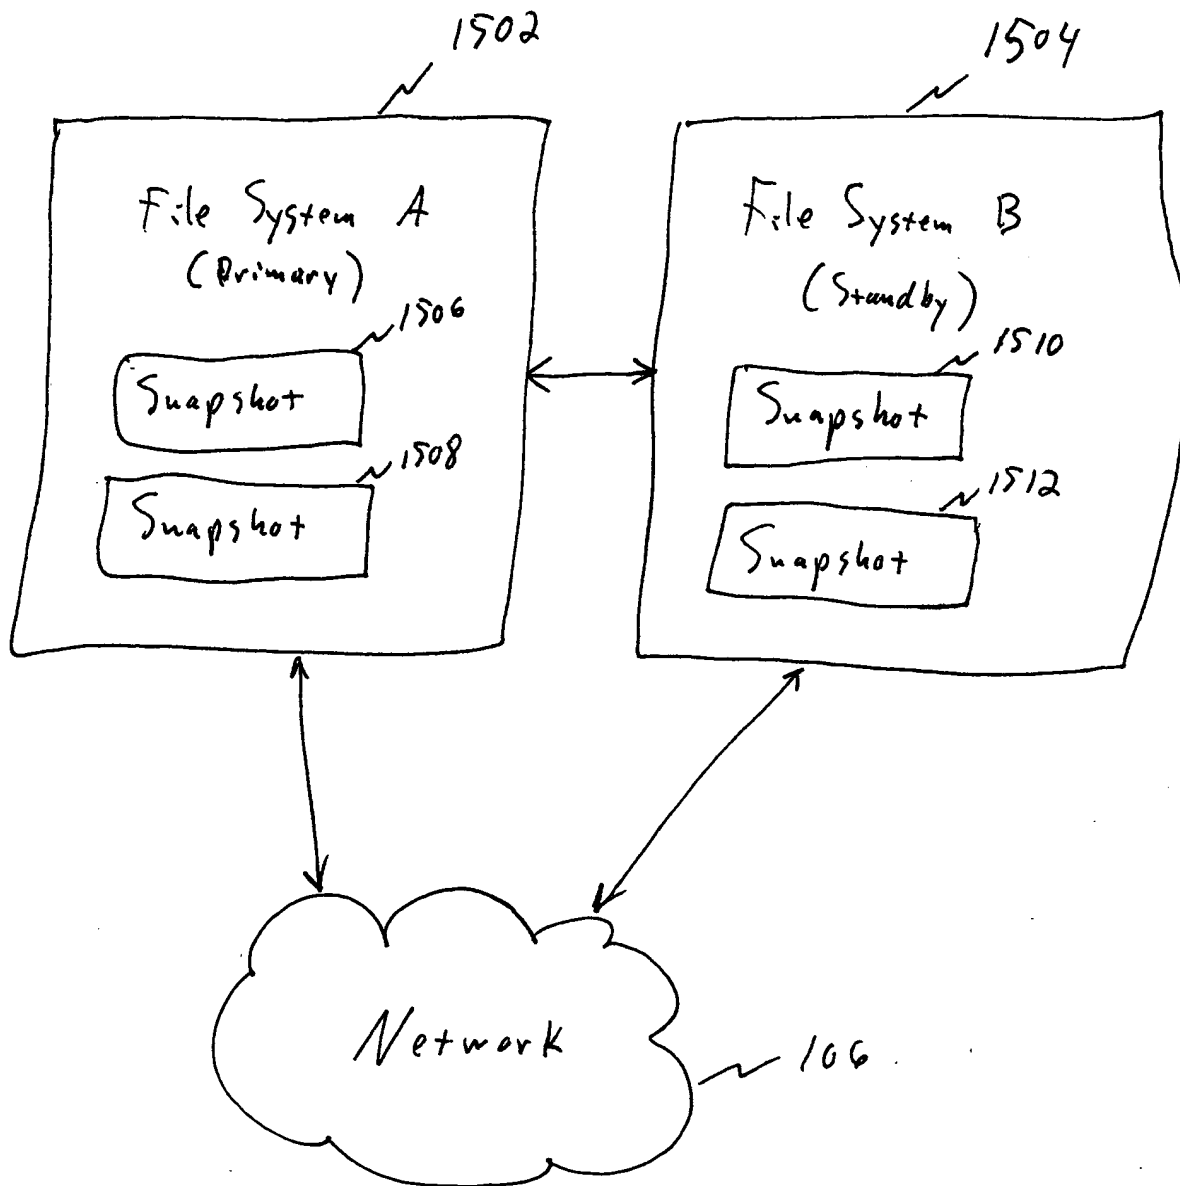 1502
1504
File System A
(Primary)
1506
Snapshot
1508
Snapshot
File System B
(Standby)
1510
Snapshot
1512
Snapshot
Network
106